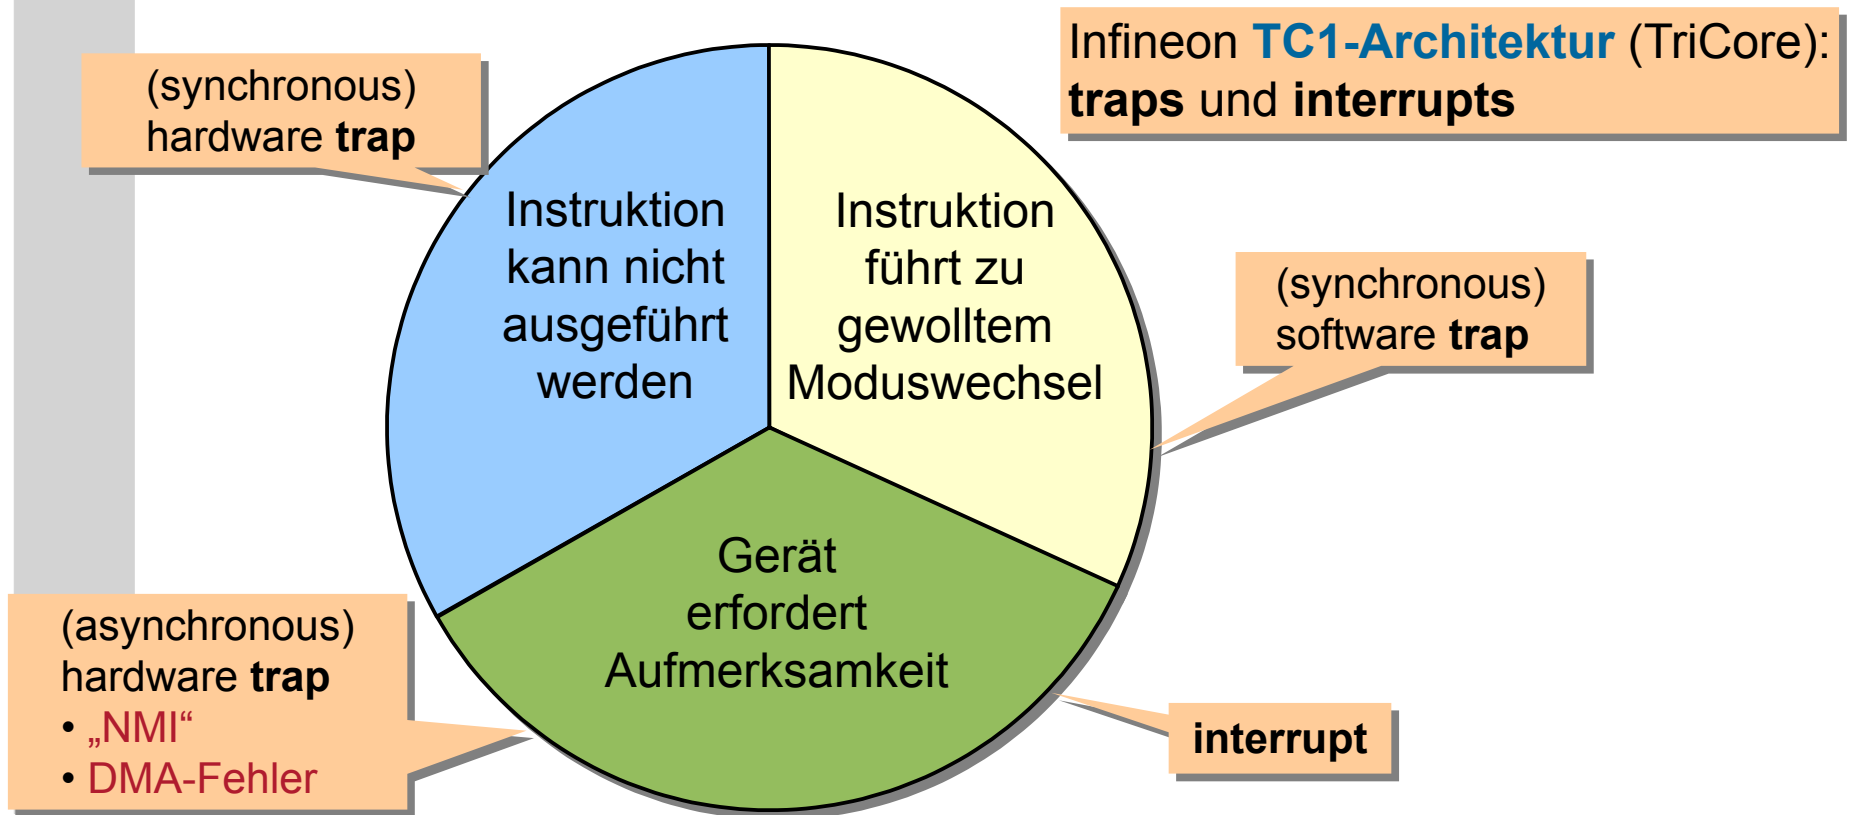 Infineon TC1-Architektur (TriCore):
traps und interrupts
(synchronous)
hardware trap
Instruktion
kann nicht
ausgeführt
werden
Instruktion
führt zu
gewolltem
Moduswechsel
(synchronous)
software trap
Gerät
erfordert
Aufmerksamkeit
(asynchronous)
hardware trap
• „NMI“
• DMA-Fehler
interrupt